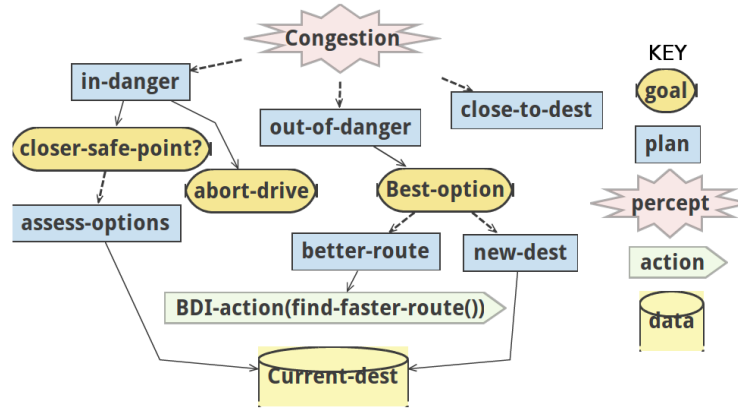 Congestion
KEY
in-danger
goal
close-to-dest
out-of-danger
closer-safe-point?
plan
abort-drive
Best-option
percept
assess-options
better-route
new-dest
action
BDI-action(find-faster-route())
data
Current-dest